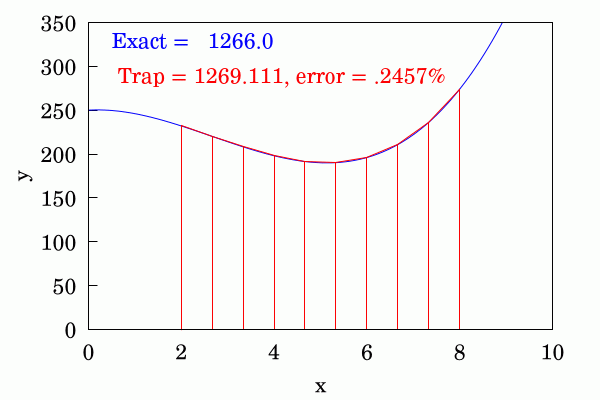 350
Exact = 1266.0
300
Trap = 1269.111, error = .2457%
250
200
y
150
100
50
0
0 2 4 6 8 10
x